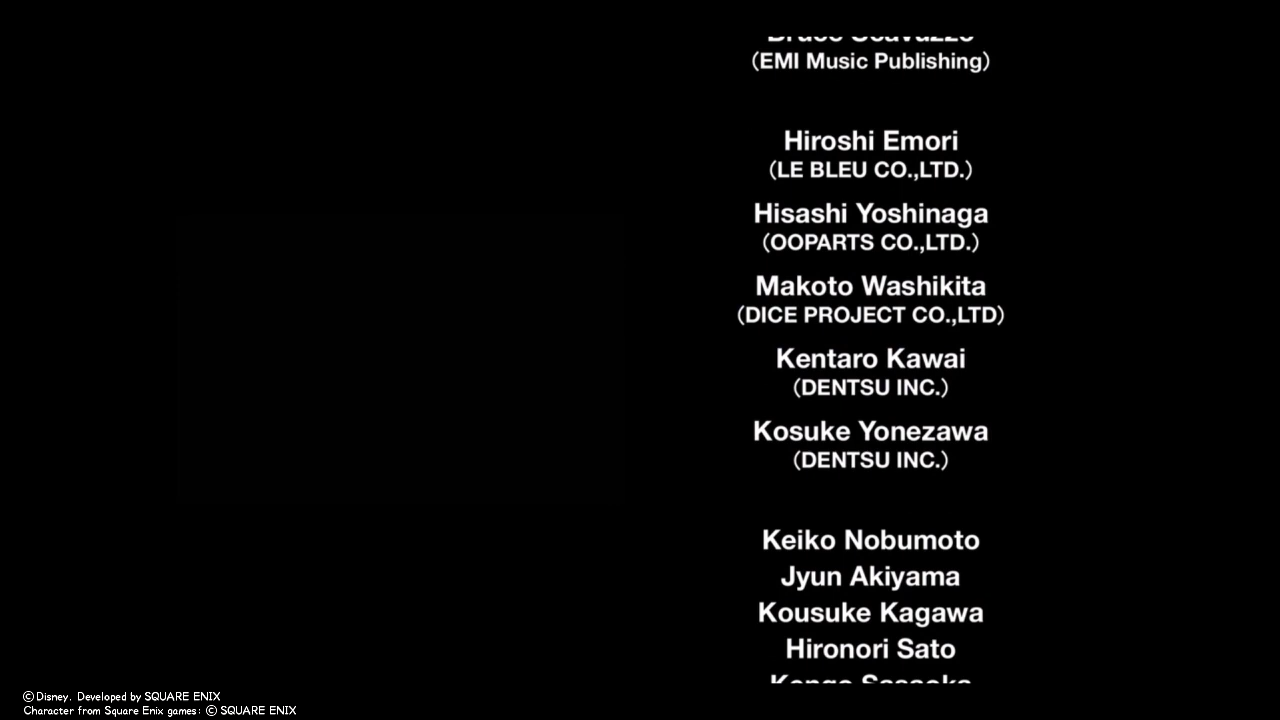 (EMI Music Publishing)
Hiroshi Emori
(LE BLEU CO.,LTD.)
Hisashi Yoshinaga
(OOPARTS CO.,LTD.)
Makoto Washikita
(DICE PROJECT CO.,LTD)
Kentaro Kawai
(DENTSU INC.)
Kosuke Yonezawa
(DENTSU INC.)
Keiko Nobumoto
Jyun Akiyama
Kousuke Kagawa
Hironori Sato
© Disney. Developed by SQUARE ENIX
Character from Square Enix games: © SQUARE ENIX